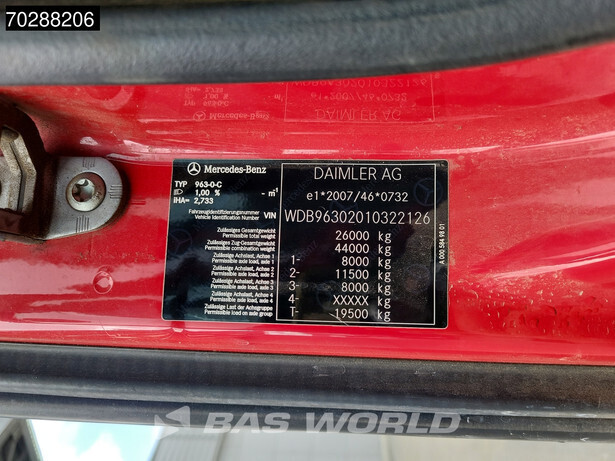 70288206
Mercedes-Benz
DAIMLER AG
TYP 963-0-C
1,00 % - m-1
iHA= 2,733
e1*2007/46*0732
Fahrzeugidentifizierungsnummer
Vehicle Identification Number VIN WDB96302010322126
Zulässiges Gesamtgewicht
Permissible total weight 26000 kg
Zulässiges Zug-Gesamtgewicht
Permissible combination weight 44000 kg
Zulässige Achslast, Achse 1
Permissible axle load, axle 1 1- 8000 kg
Zulässige Achslast, Achse 2
Permissible axle load, axle 2 2- 11500 kg
Zulässige Achslast, Achse 3
Permissible axle load, axle 3 3- 8000 kg
Zulässige Achslast, Achse 4
Permissible axle load, axle 4 4- XXXXX kg
Zulässige Last der Achsgruppe
Permissible load on axle group T- 19500 kg
A 000 584 98 01
BAS WORLD